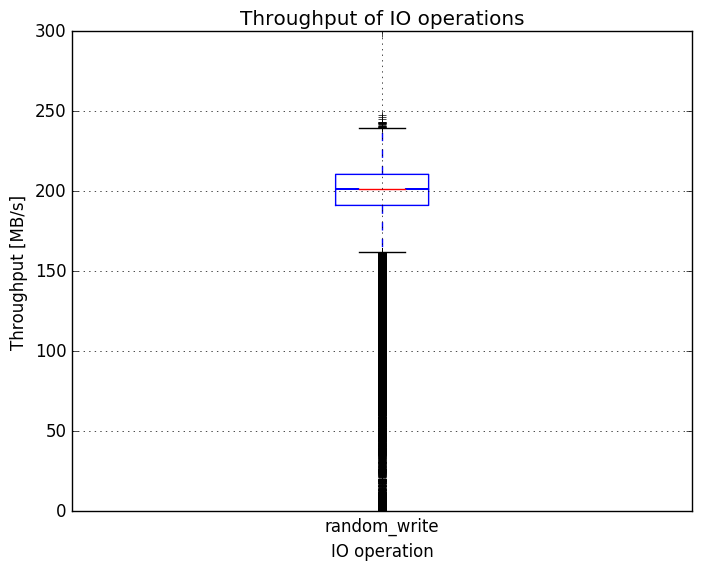 Throughput of IO operations
300
250
200
150
100
50
0
Throughput [MB/s]
random_write
IO operation